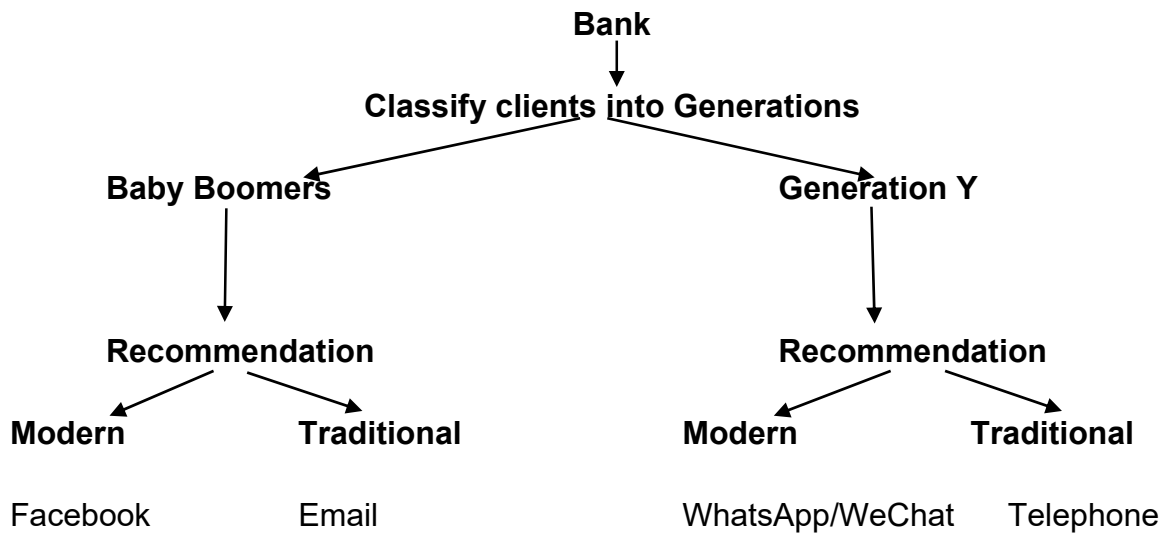 Bank
Classify clients into Generations
Baby Boomers Generation Y
Recommendation Recommendation
Modern Traditional Modern Traditional
Facebook Email WhatsApp/WeChat Telephone